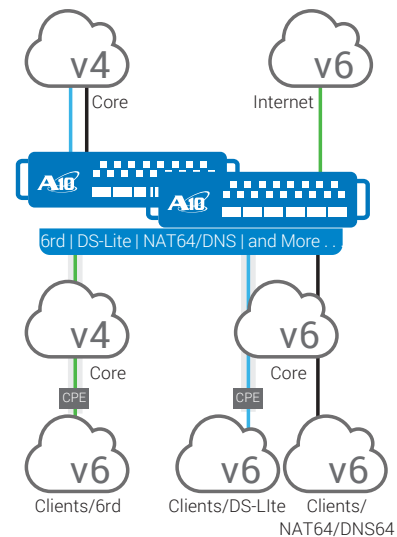 v4
v6
Core
Internet
A10
A10
6rd | DS-Lite | NAT64/DNS | and More . . .
v4
v6
Core
Core
CPE
CPE
v6
v6
v6
Clients/6rd
Clients/DS-LIte
Clients/
NAT64/DNS64